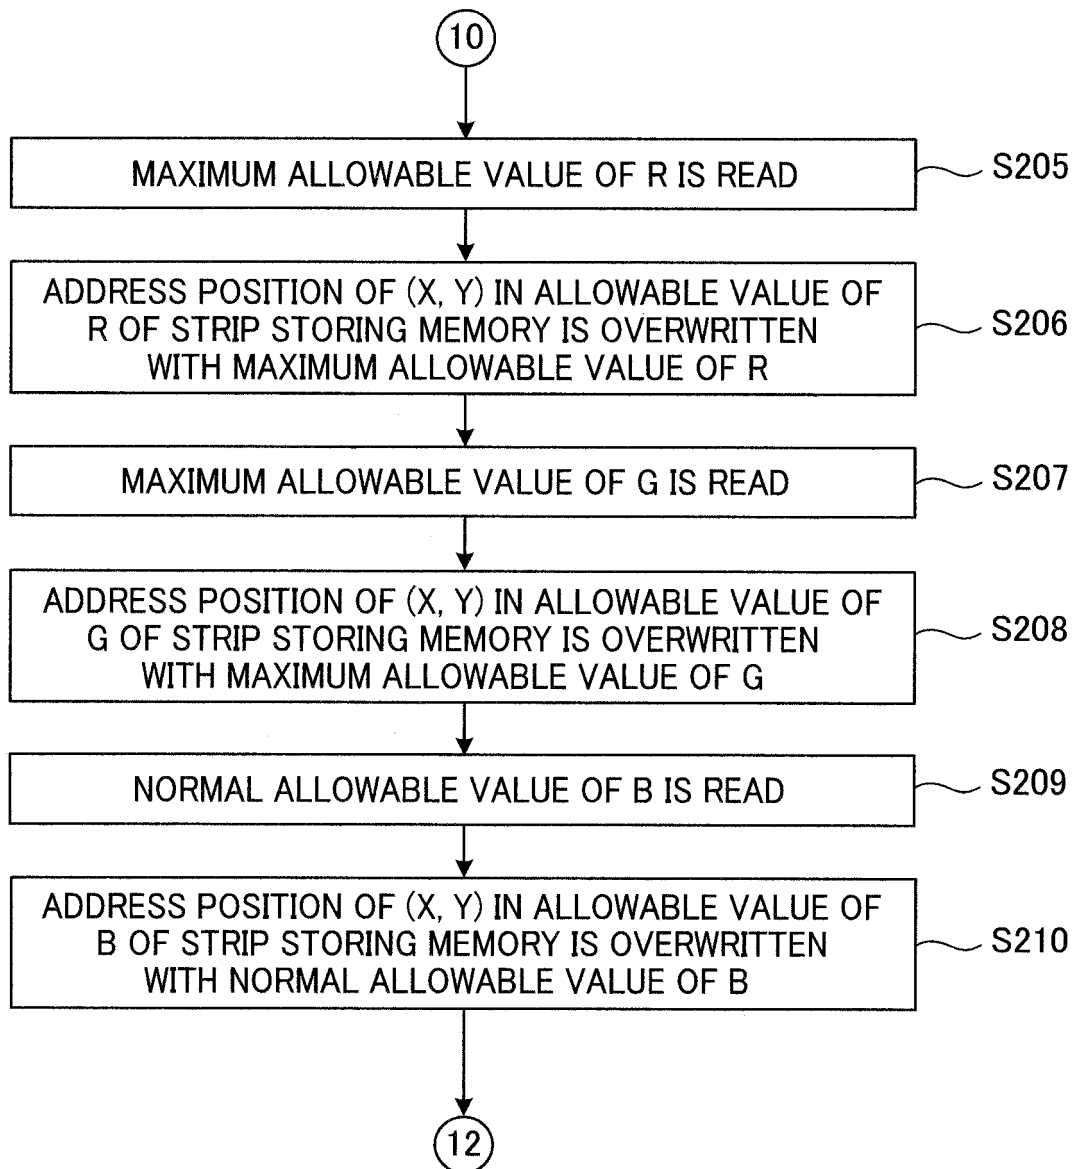 10
MAXIMUM ALLOWABLE VALUE OF R IS READ
S205
ADDRESS POSITION OF (X, Y) IN ALLOWABLE VALUE OF
R OF STRIP STORING MEMORY IS OVERWRITTEN
WITH MAXIMUM ALLOWABLE VALUE OF R
S206
MAXIMUM ALLOWABLE VALUE OF G IS READ
S207
ADDRESS POSITION OF (X, Y) IN ALLOWABLE VALUE OF
G OF STRIP STORING MEMORY IS OVERWRITTEN
WITH MAXIMUM ALLOWABLE VALUE OF G
S208
NORMAL ALLOWABLE VALUE OF B IS READ
S209
ADDRESS POSITION OF (X, Y) IN ALLOWABLE VALUE OF
B OF STRIP STORING MEMORY IS OVERWRITTEN
WITH NORMAL ALLOWABLE VALUE OF B
S210
12